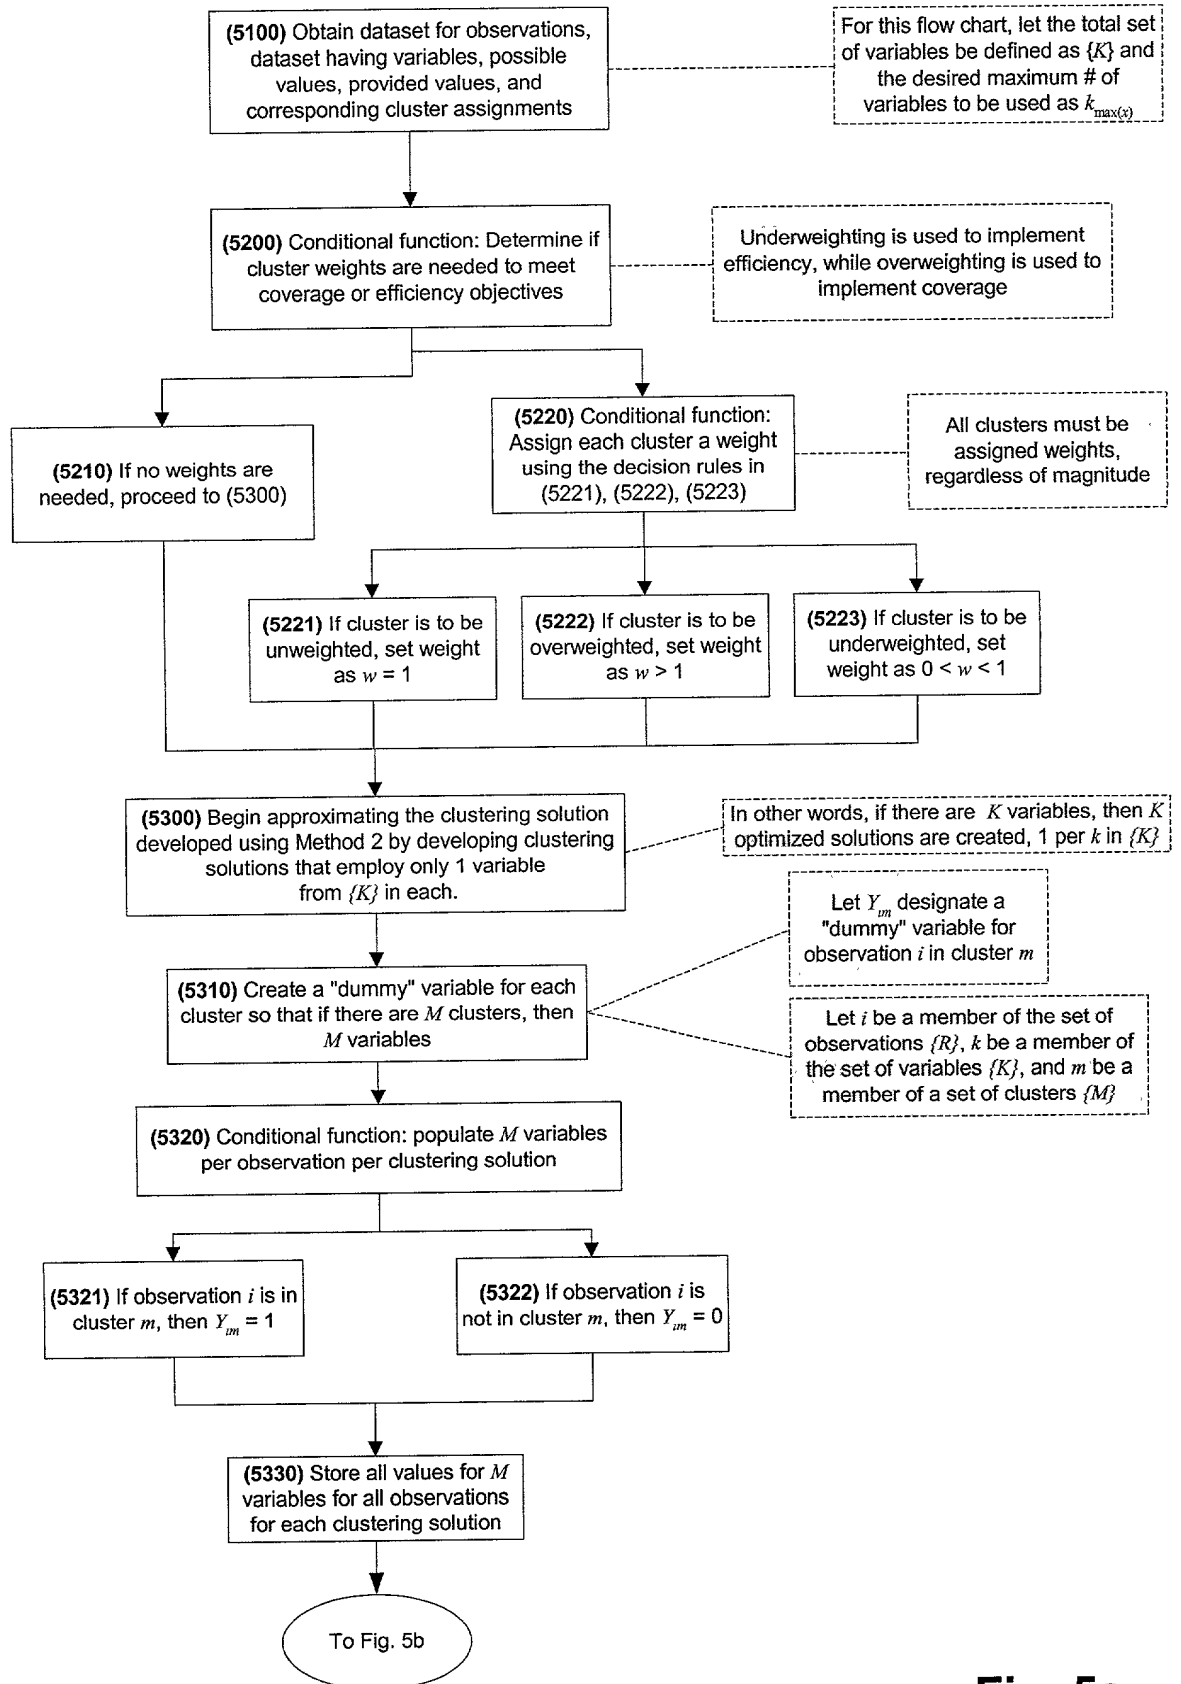 (5100) Obtain dataset for observations,
dataset having variables, possible
values, provided values, and
corresponding cluster assignments
For this flow chart, let the total set
of variables be defined as {K} and
the desired maximum # of
variables to be used as k_max(x)
(5200) Conditional function: Determine if
cluster weights are needed to meet
coverage or efficiency objectives
Underweighting is used to implement
efficiency, while overweighting is used to
implement coverage
(5210) If no weights are
needed, proceed to (5300)
(5220) Conditional function:
Assign each cluster a weight
using the decision rules in
(5221), (5222), (5223)
All clusters must be
assigned weights,
regardless of magnitude
(5221) If cluster is to be
unweighted, set weight
as w = 1
(5222) If cluster is to be
overweighted, set weight
as w > 1
(5223) If cluster is to be
underweighted, set
weight as 0 < w < 1
(5300) Begin approximating the clustering solution
developed using Method 2 by developing clustering
solutions that employ only 1 variable
from {K} in each.
In other words, if there are K variables, then K
optimized solutions are created, 1 per k in {K}
(5310) Create a "dummy" variable for each
cluster so that if there are M clusters, then
M variables
Let Y_im designate a
"dummy" variable for
observation i in cluster m
Let i be a member of the set of
observations {R}, k be a member of
the set of variables {K}, and m be a
member of a set of clusters {M}
(5320) Conditional function: populate M variables
per observation per clustering solution
(5321) If observation i is in
cluster m, then Y_im = 1
(5322) If observation i is
not in cluster m, then Y_im = 0
(5330) Store all values for M
variables for all observations
for each clustering solution
To Fig. 5b